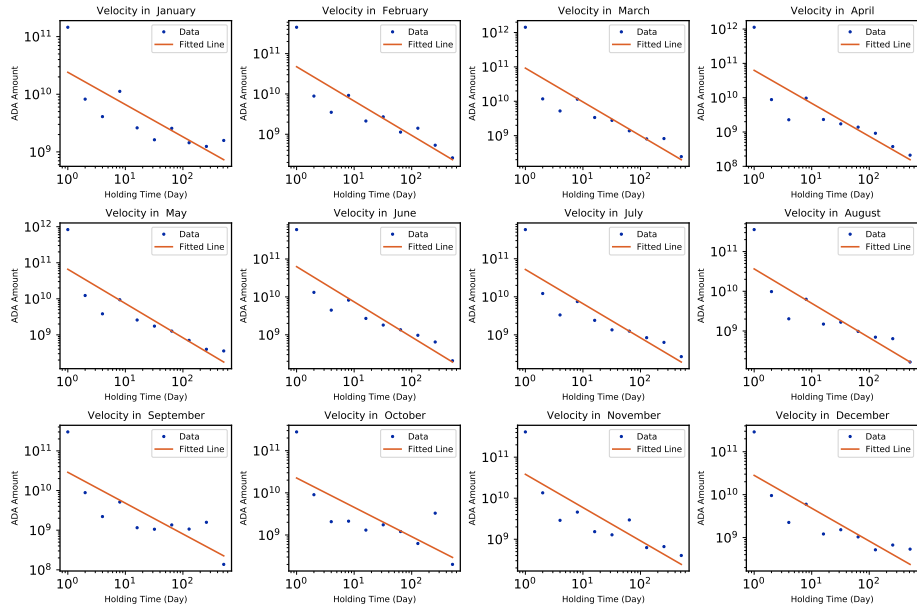 Velocity in January
ADA Amount
10^11
10^10
10^9
Data
Fitted Line
10^0
10^1
10^2
Holding Time (Day)
Velocity in February
ADA Amount
10^11
10^10
10^9
Data
Fitted Line
10^0
10^1
10^2
Holding Time (Day)
Velocity in March
ADA Amount
10^12
10^11
10^10
10^9
Data
Fitted Line
10^0
10^1
10^2
Holding Time (Day)
Velocity in April
ADA Amount
10^12
10^11
10^10
10^9
10^8
Data
Fitted Line
10^0
10^1
10^2
Holding Time (Day)
Velocity in May
ADA Amount
10^12
10^11
10^10
10^9
Data
Fitted Line
10^0
10^1
10^2
Holding Time (Day)
Velocity in June
ADA Amount
10^11
10^10
10^9
Data
Fitted Line
10^0
10^1
10^2
Holding Time (Day)
Velocity in July
ADA Amount
10^11
10^10
10^9
Data
Fitted Line
10^0
10^1
10^2
Holding Time (Day)
Velocity in August
ADA Amount
10^11
10^10
10^9
Data
Fitted Line
10^0
10^1
10^2
Holding Time (Day)
Velocity in September
ADA Amount
10^11
10^10
10^9
10^8
Data
Fitted Line
10^0
10^1
10^2
Holding Time (Day)
Velocity in October
ADA Amount
10^11
10^10
10^9
Data
Fitted Line
10^0
10^1
10^2
Holding Time (Day)
Velocity in November
ADA Amount
10^11
10^10
10^9
Data
Fitted Line
10^0
10^1
10^2
Holding Time (Day)
Velocity in December
ADA Amount
10^11
10^10
10^9
Data
Fitted Line
10^0
10^1
10^2
Holding Time (Day)